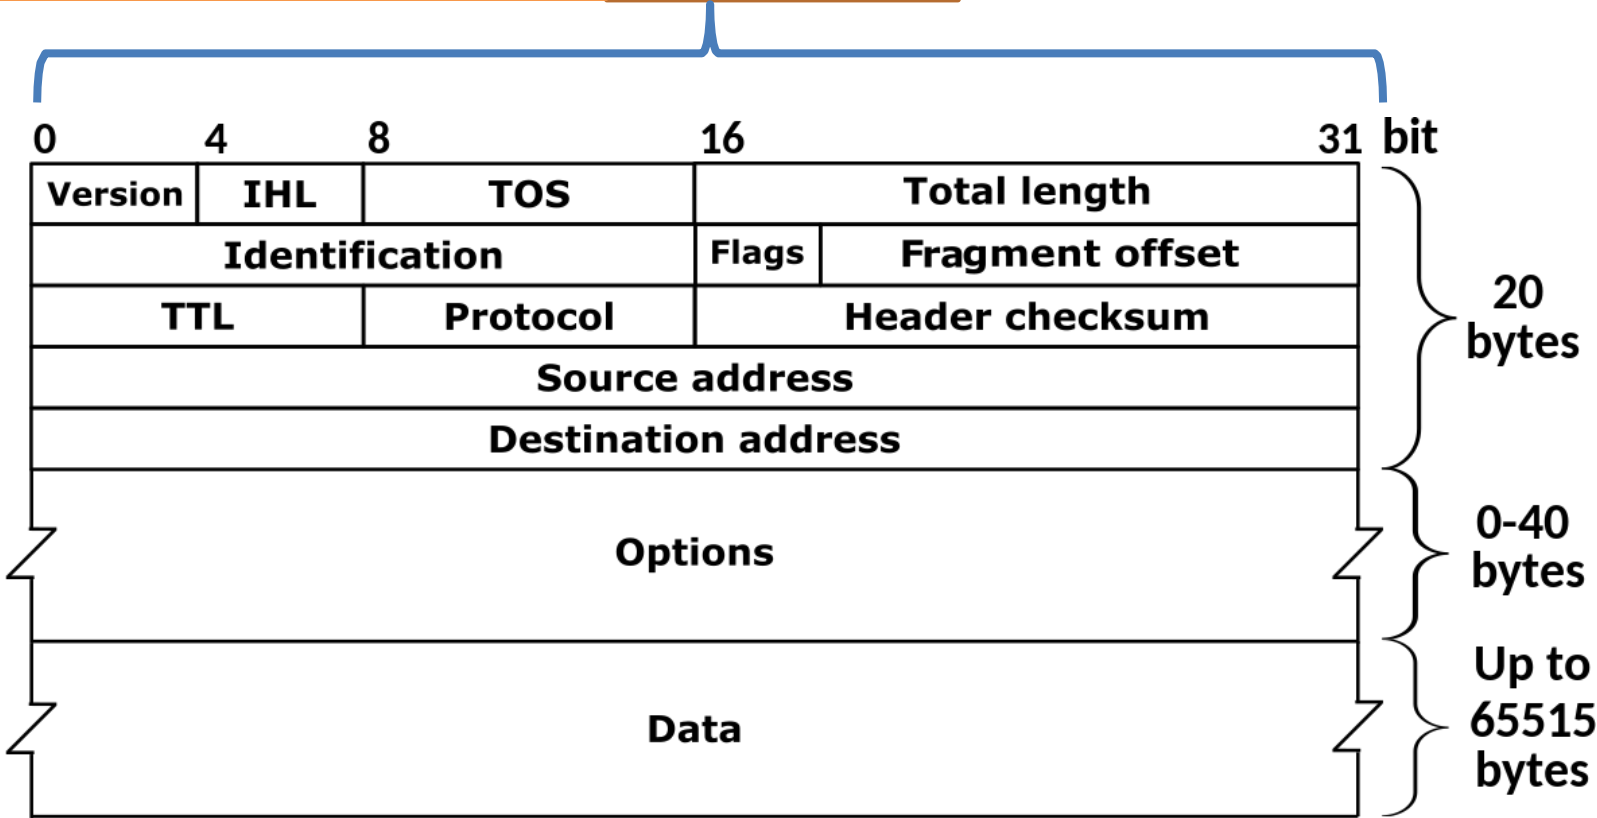 0 4 8 16 31 bit
Version IHL TOS Total length
Identification Flags Fragment offset
TTL Protocol Header checksum
Source address
Destination address
20
bytes
Options
0-40
bytes
Data
Up to
65515
bytes